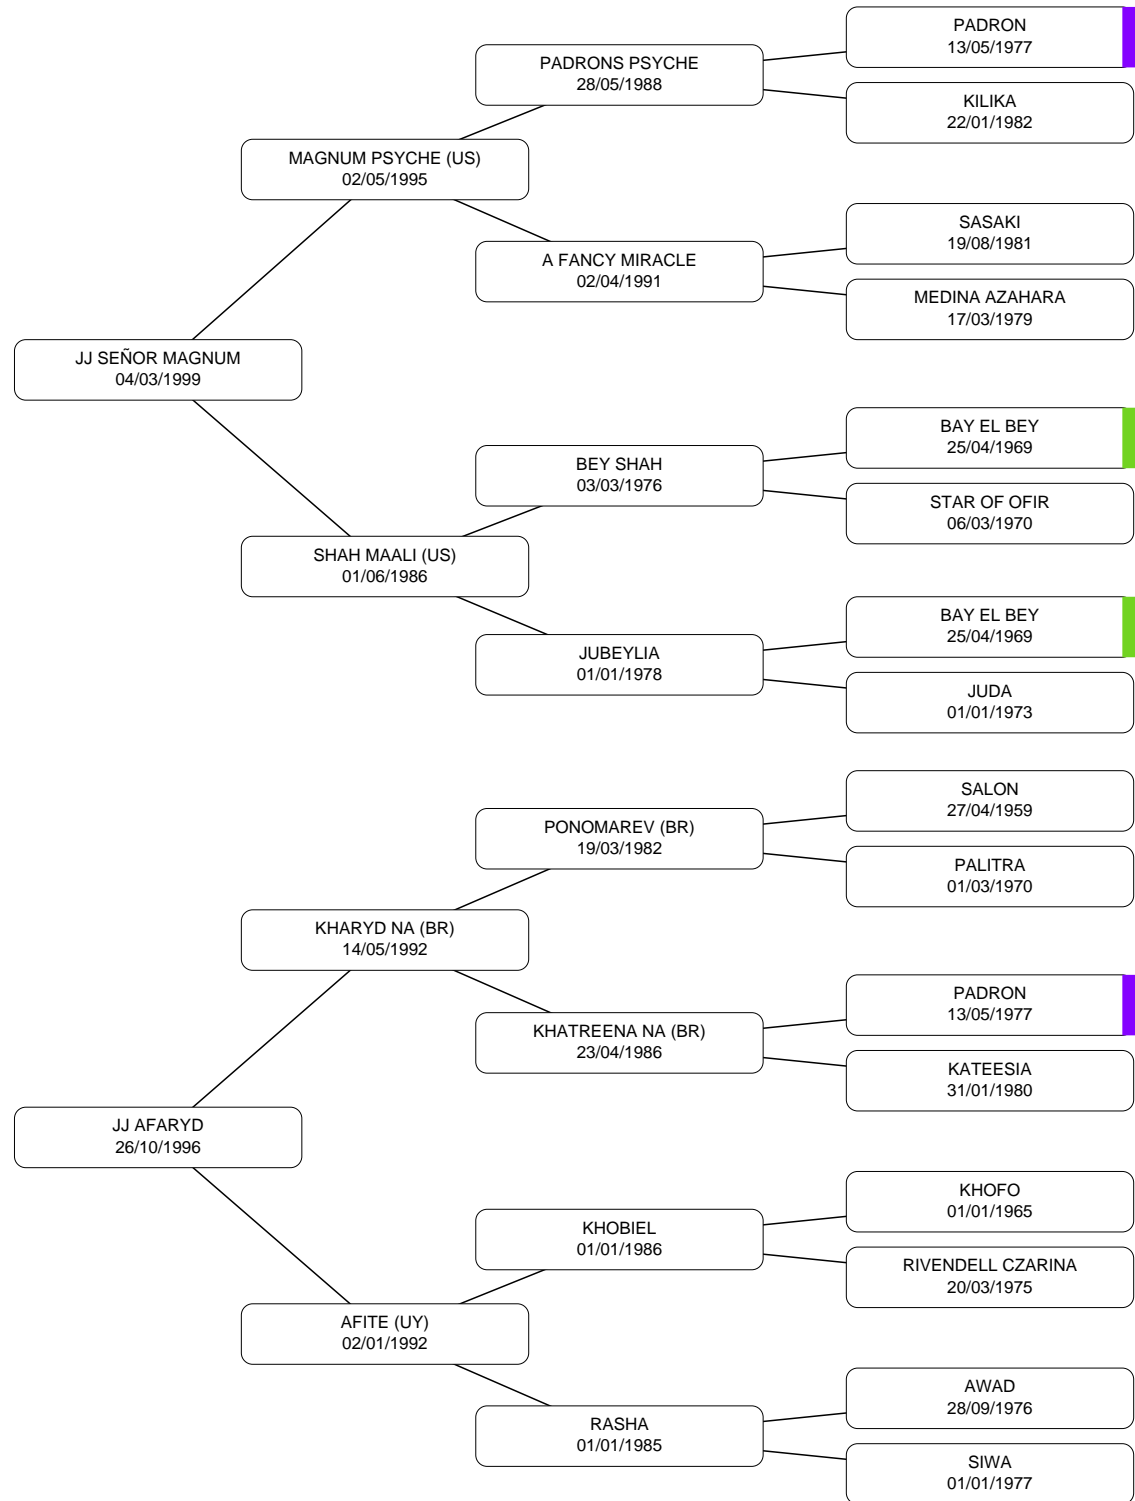 PADRON
13/05/1977
PADRONS PSYCHE
28/05/1988
KILIKA
22/01/1982
MAGNUM PSYCHE (US)
02/05/1995
SASAKI
19/08/1981
A FANCY MIRACLE
02/04/1991
MEDINA AZAHARA
17/03/1979
JJ SEÑOR MAGNUM
04/03/1999
BAY EL BEY
25/04/1969
BEY SHAH
03/03/1976
STAR OF OFIR
06/03/1970
SHAH MAALI (US)
01/06/1986
BAY EL BEY
25/04/1969
JUBEYLIA
01/01/1978
JUDA
01/01/1973
SALON
27/04/1959
PONOMAREV (BR)
19/03/1982
PALITRA
01/03/1970
KHARYD NA (BR)
14/05/1992
PADRON
13/05/1977
KHATREENA NA (BR)
23/04/1986
KATEESIA
31/01/1980
JJ AFARYD
26/10/1996
KHOFO
01/01/1965
KHOBIEL
01/01/1986
RIVENDELL CZARINA
20/03/1975
AFITE (UY)
02/01/1992
AWAD
28/09/1976
RASHA
01/01/1985
SIWA
01/01/1977